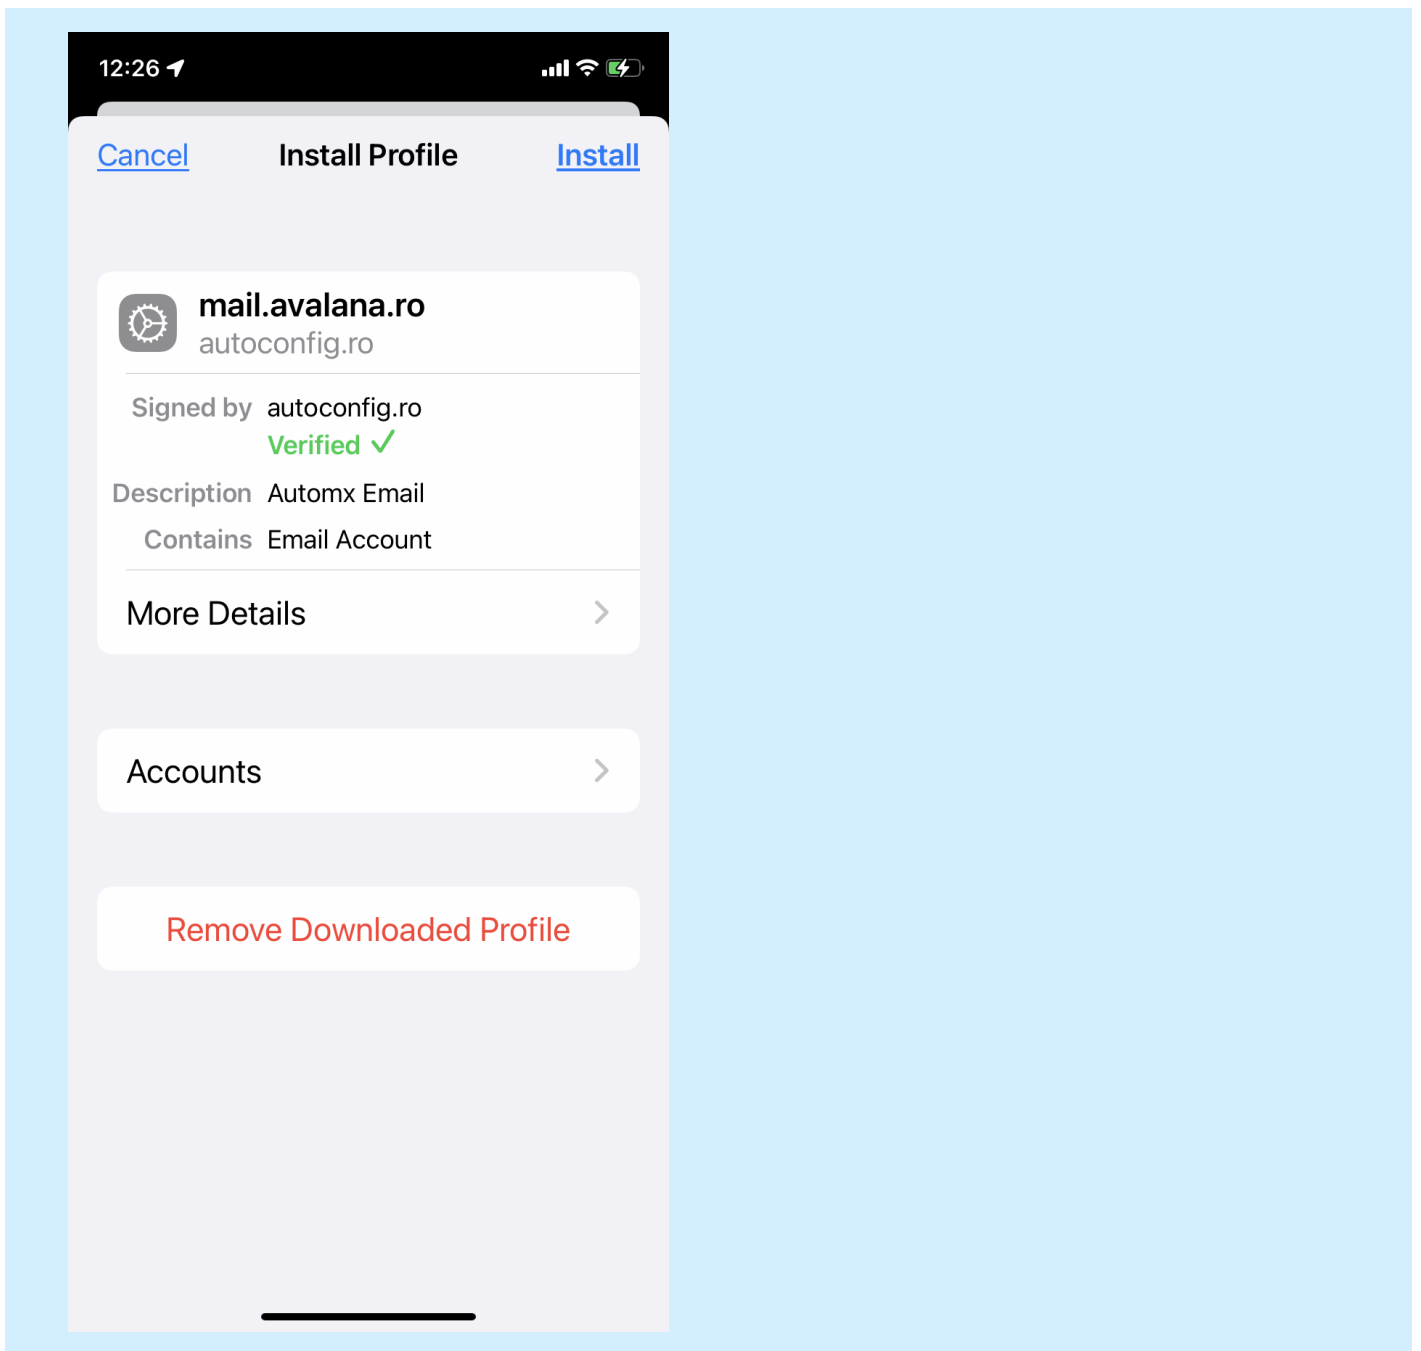 12:26
Cancel Install Profile Install
mail.avalana.ro
autoconfig.ro
Signed by autoconfig.ro
Verified ✓
Description Automx Email
Contains Email Account
More Details
Accounts
Remove Downloaded Profile